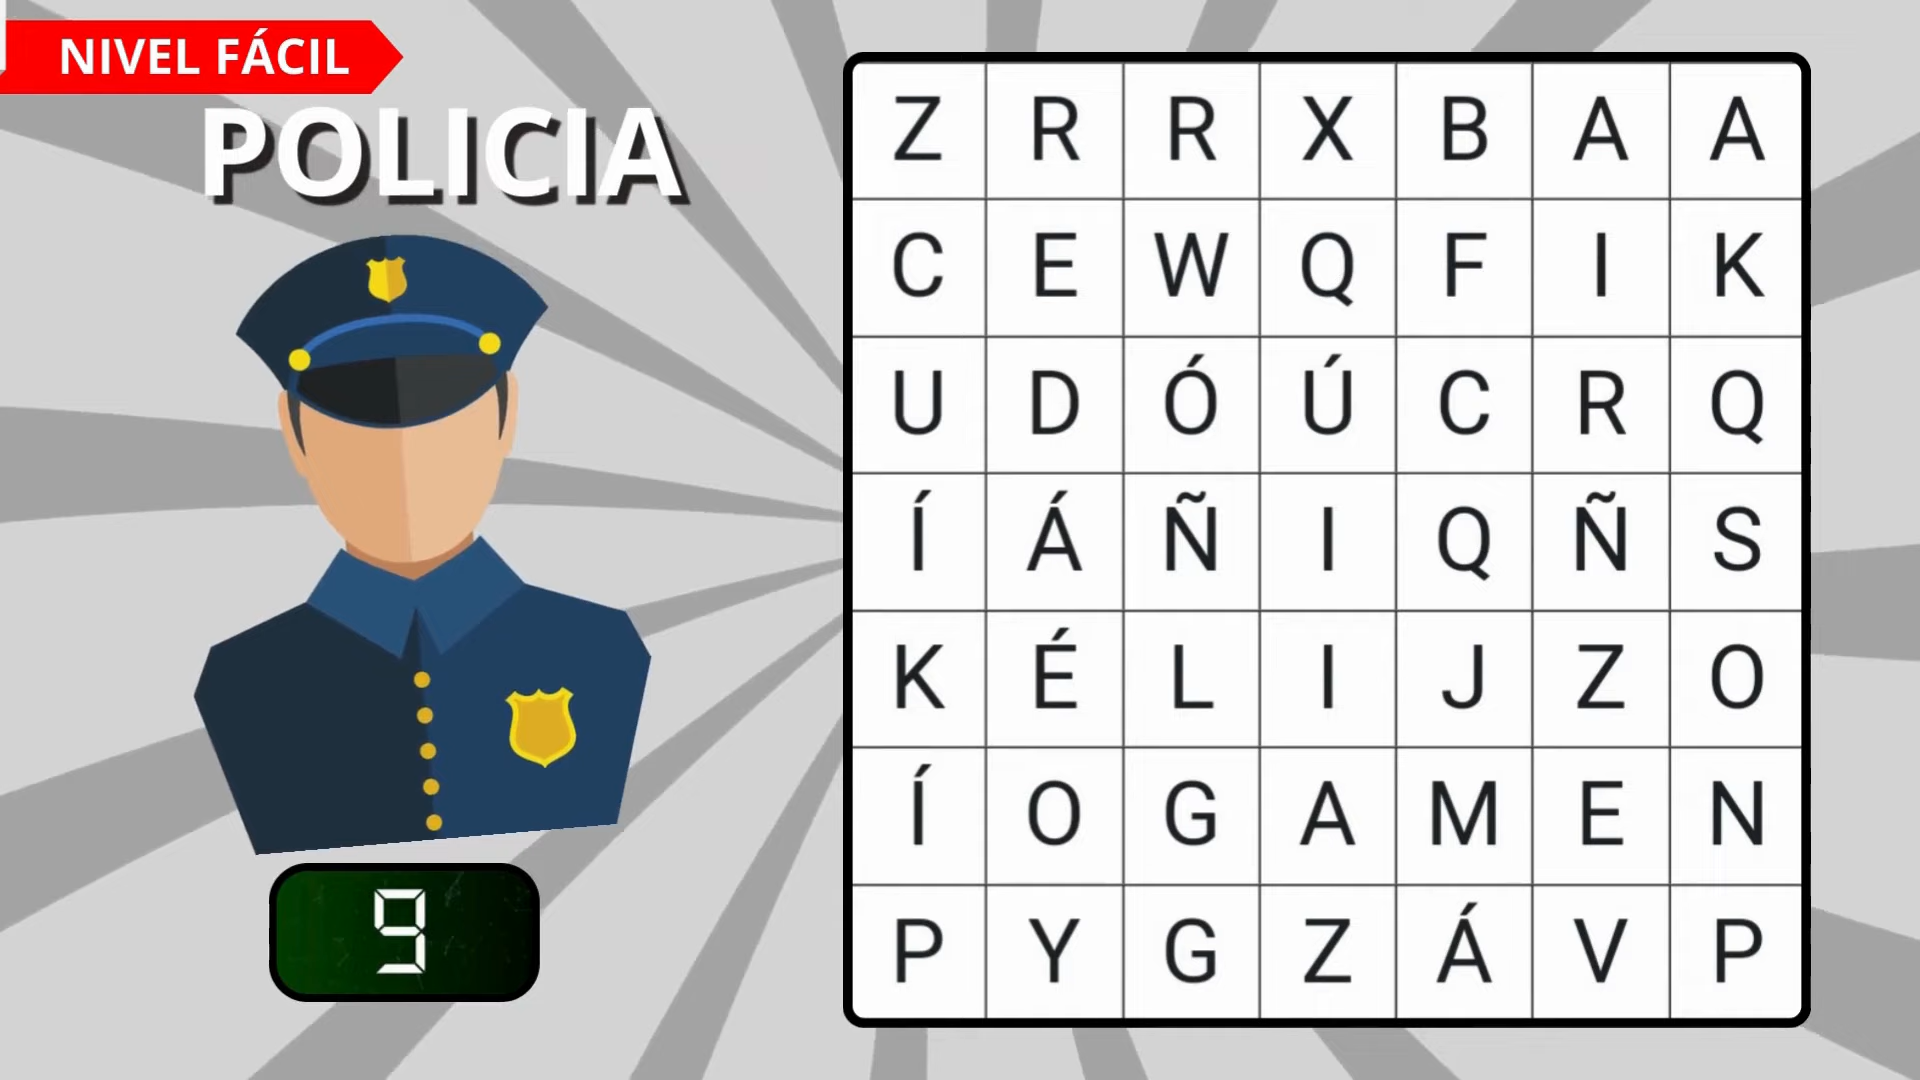 NIVEL FÁCIL
POLICIA
Z R R X B A A
C E W Q F I K
U D Ó Ú C R Q
Í Á Ñ I Q Ñ S
K É L I J Z O
Í O G A M E N
P Y G Z Á V P
9